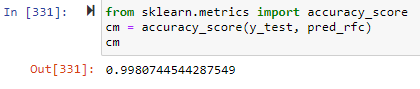 In [331]:
from sklearn.metrics import accuracy_score
cm = accuracy_score(y_test, pred_rfc)
cm
Out[331]: 0.9980744544287549